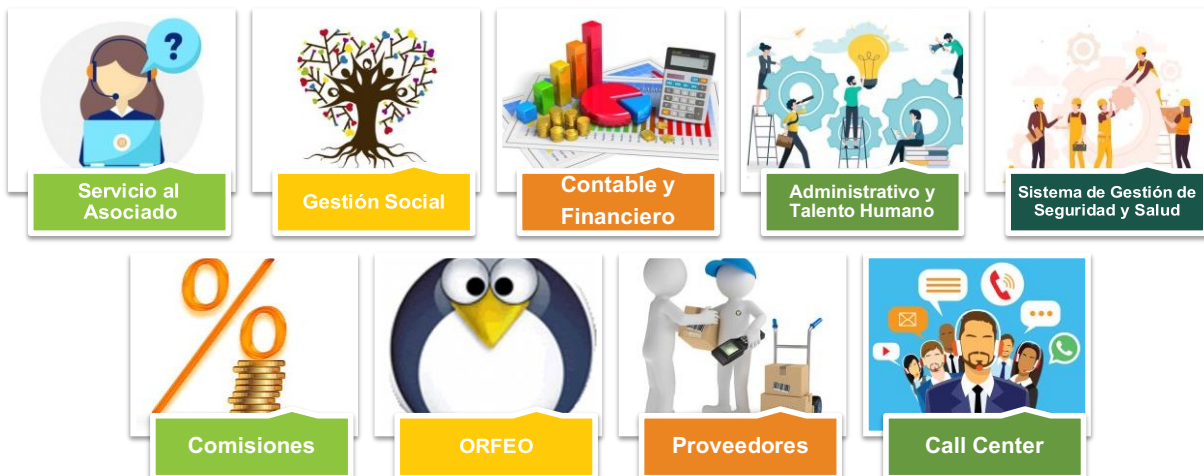 ?
Servicio al
Asociado
Gestión Social
Contable y
Financiero
Administrativo y
Talento Humano
Sistema de Gestión de
Seguridad y Salud
%
Comisiones
ORFEO
Proveedores
Call Center